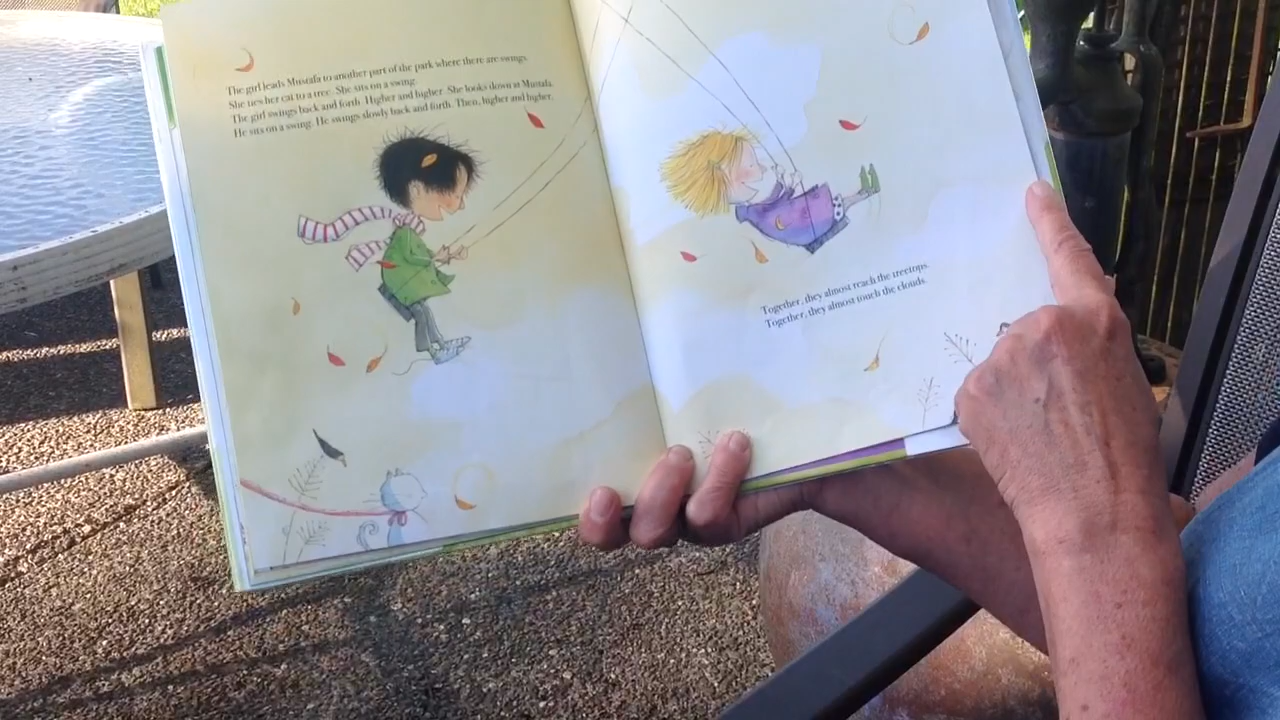 The girl leads Mustafa to another part of the park where there are swings.
She ties her cat to a tree. She sits on a swing.
The girl swings back and forth. Higher and higher. She looks down at Mustafa.
He sits on a swing. He swings slowly back and forth. Then, higher and higher.
Together, they almost reach the treetops.
Together, they almost touch the clouds.